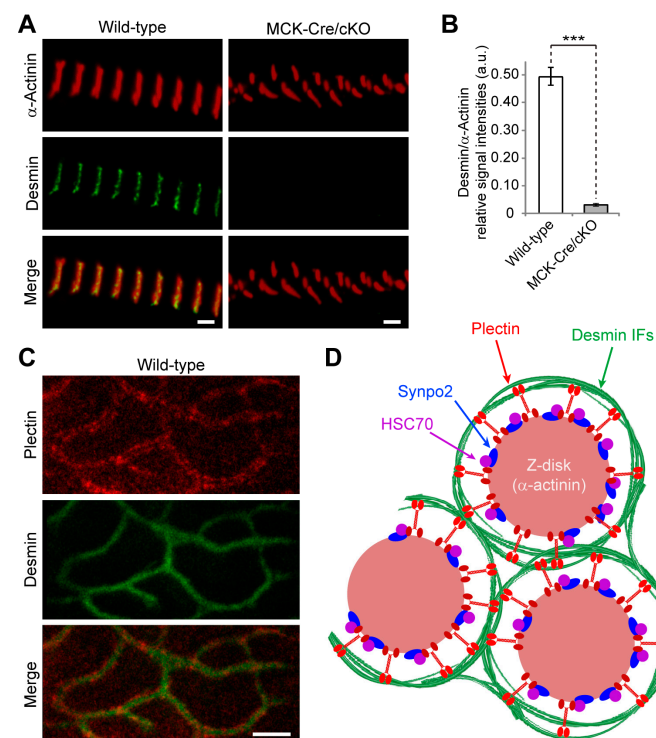 A
Wild-type
MCK-Cre/cKO
α-Actinin
Desmin
Merge
B
***
Desmin/α-Actinin
relative signal intensities (a.u.)
0.50
0.40
0.30
0.20
0.10
0
Wild-type
MCK-Cre/cKO
C
Wild-type
Plectin
Desmin
Merge
D
Plectin
Desmin IFs
Synpo2
HSC70
Z-disk
(α-actinin)